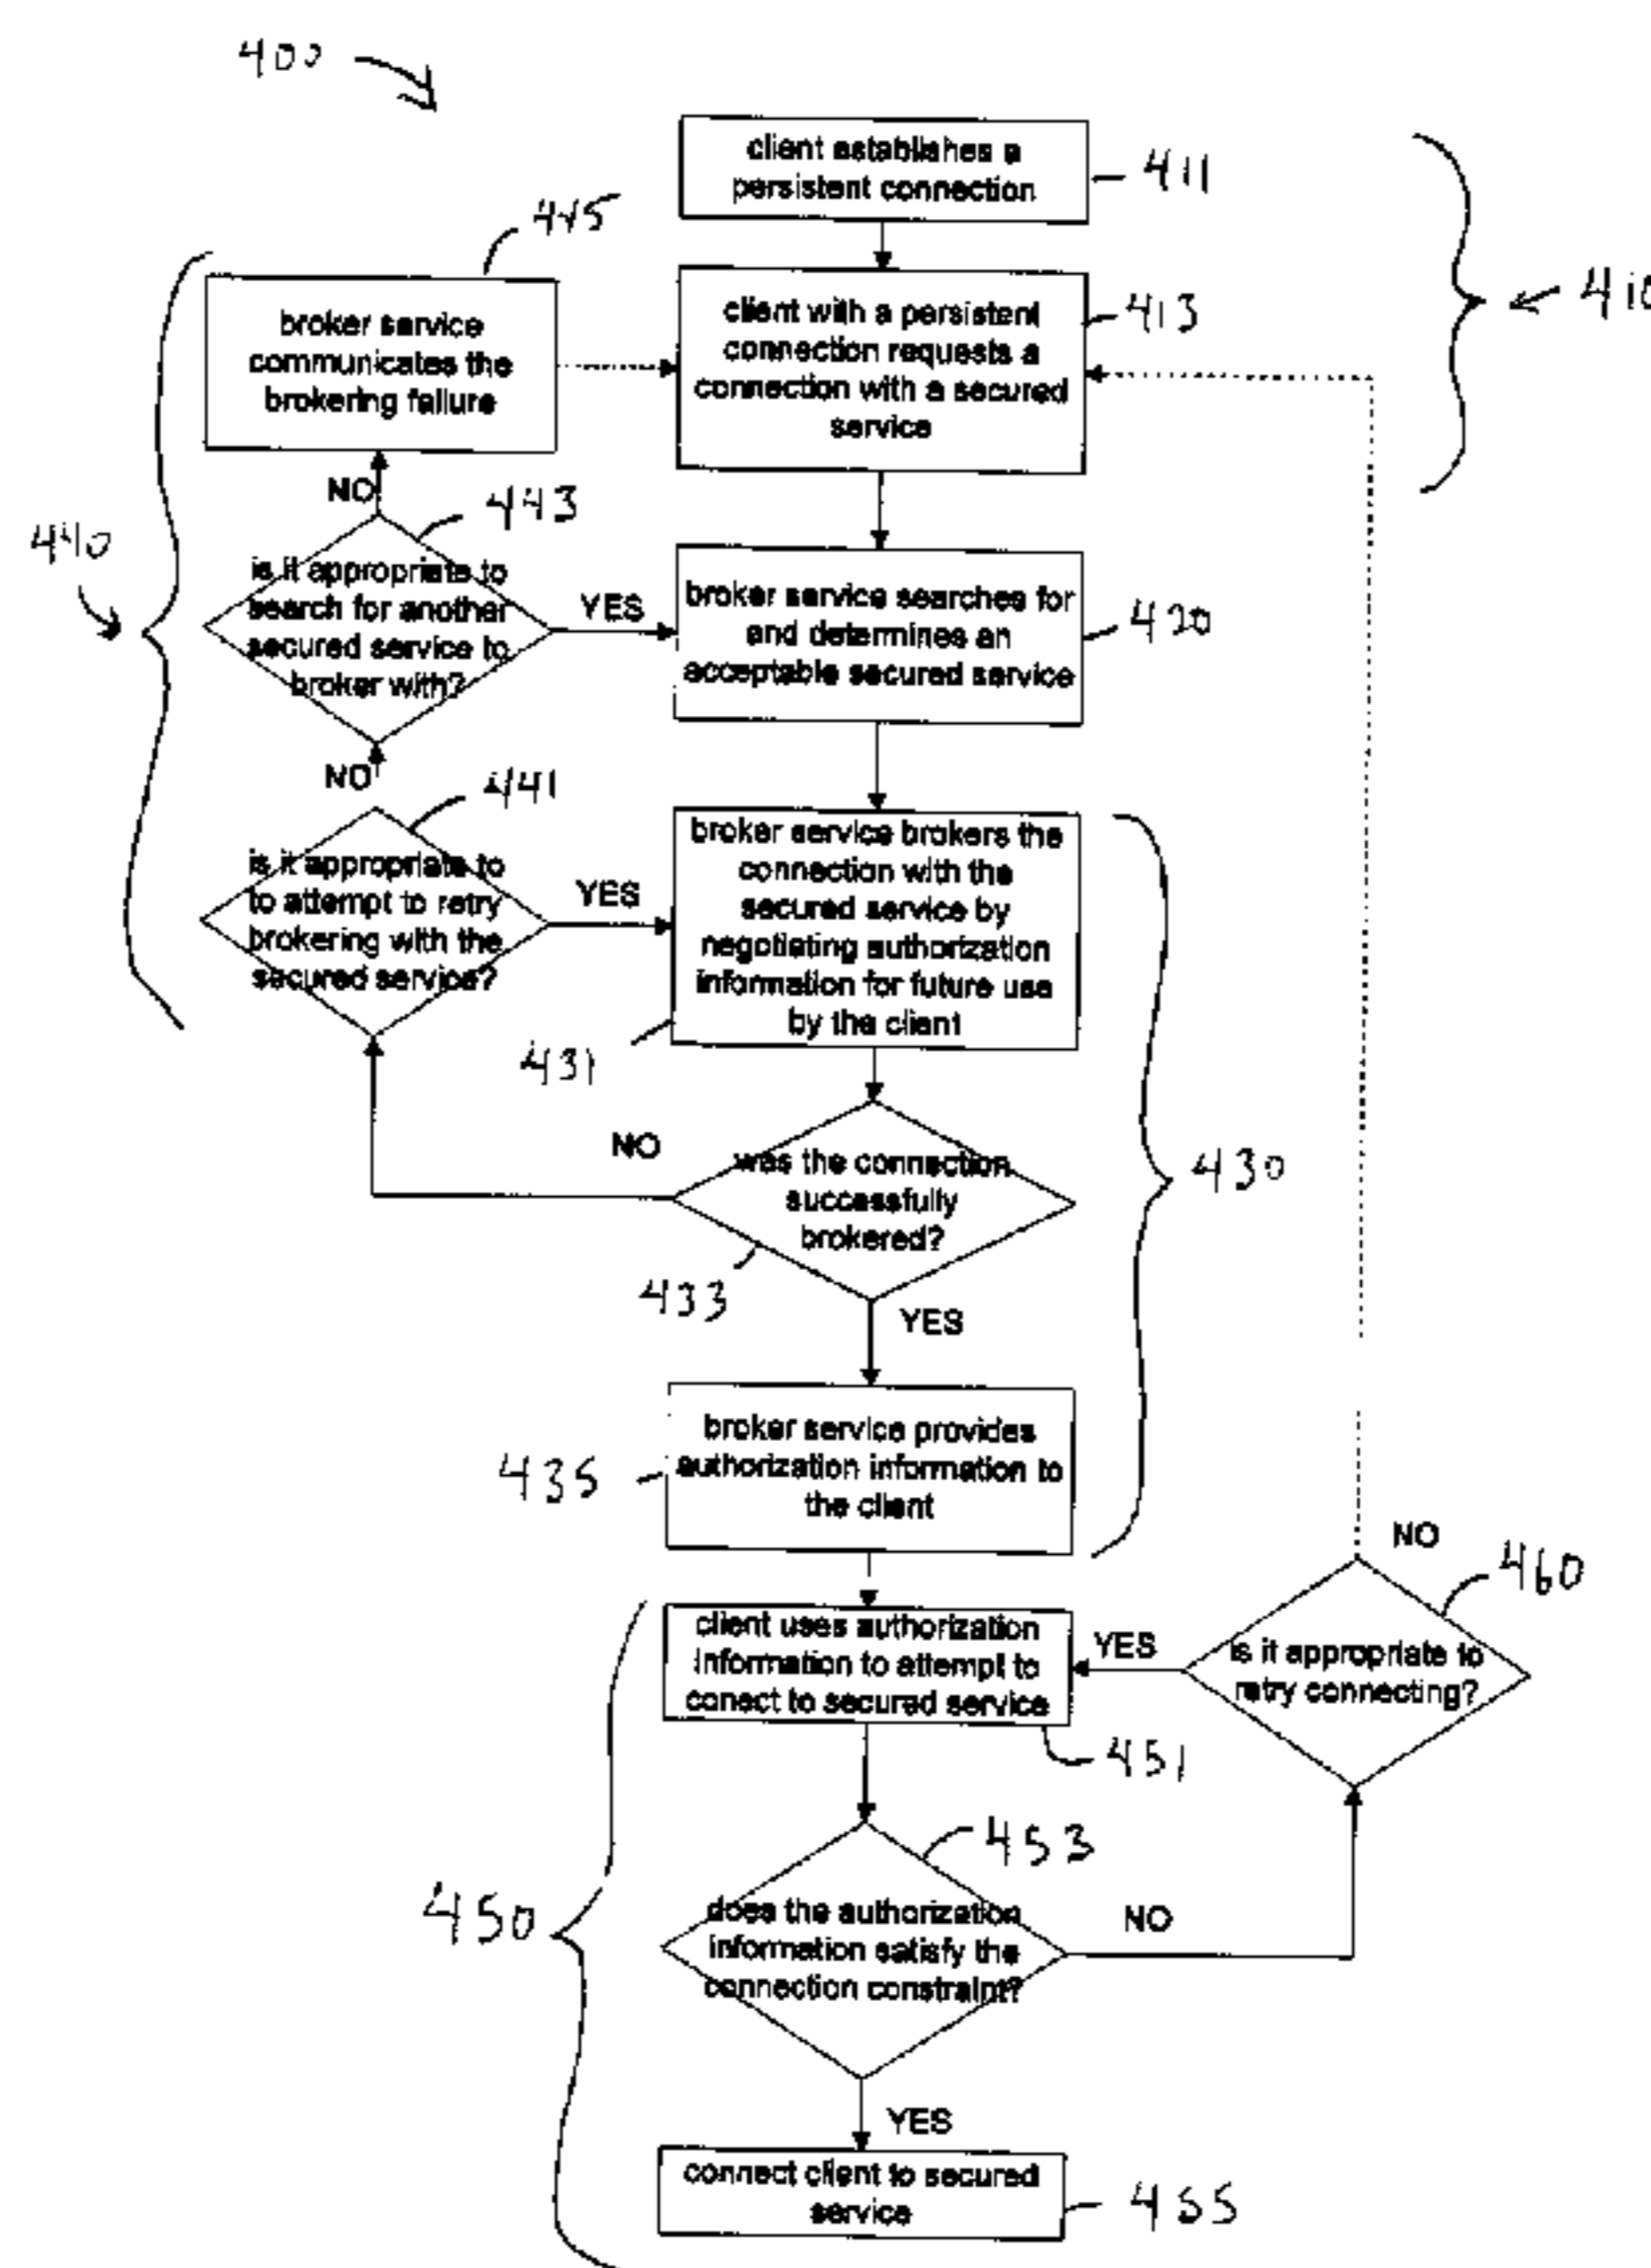 400
client establishes a
persistent connection
411
445
410
broker service
communicates the
brokering failure
client with a persistent
connection requests a
connection with a secured
service
413
NO
443
440
is it appropriate to
search for another
secured service to
broker with?
YES
broker service searches for
and determines an
acceptable secured service
420
NO
441
is it appropriate to
to attempt to retry
brokering with the
secured service?
YES
broker service brokers the
connection with the
secured service by
negotiating authorization
information for future use
by the client
431
430
NO
was the connection
successfully
brokered?
433
YES
broker service provides
authorization information to
the client
435
NO
460
client uses authorization
information to attempt to
conect to secured service
YES
is it appropriate to
retry connecting?
451
453
450
does the authorization
information satisfy the
connection constraint?
NO
YES
connect client to secured
service
455